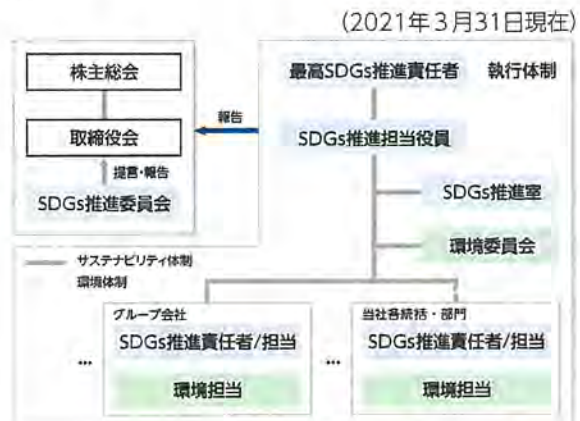 (2021年3月31日現在)
株主総会
取締役会
提言・報告
SDGs推進委員会
報告
最高SDGs推進責任者
執行体制
SDGs推進担当役員
SDGs推進室
環境委員会
サステナビリティ体制
環境体制
グループ会社
SDGs推進責任者/担当
環境担当
...
当社各統括・部門
SDGs推進責任者/担当
環境担当
...